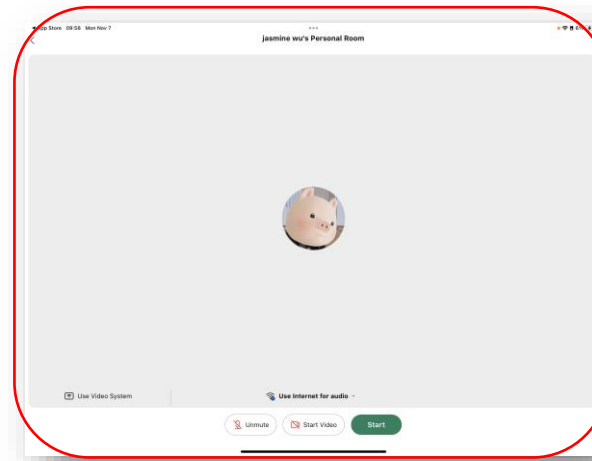 App Store 09:56 Mon Nov 7
jasmine wu's Personal Room
Use Video System
Use Internet for audio
Unmute
Start Video
Start